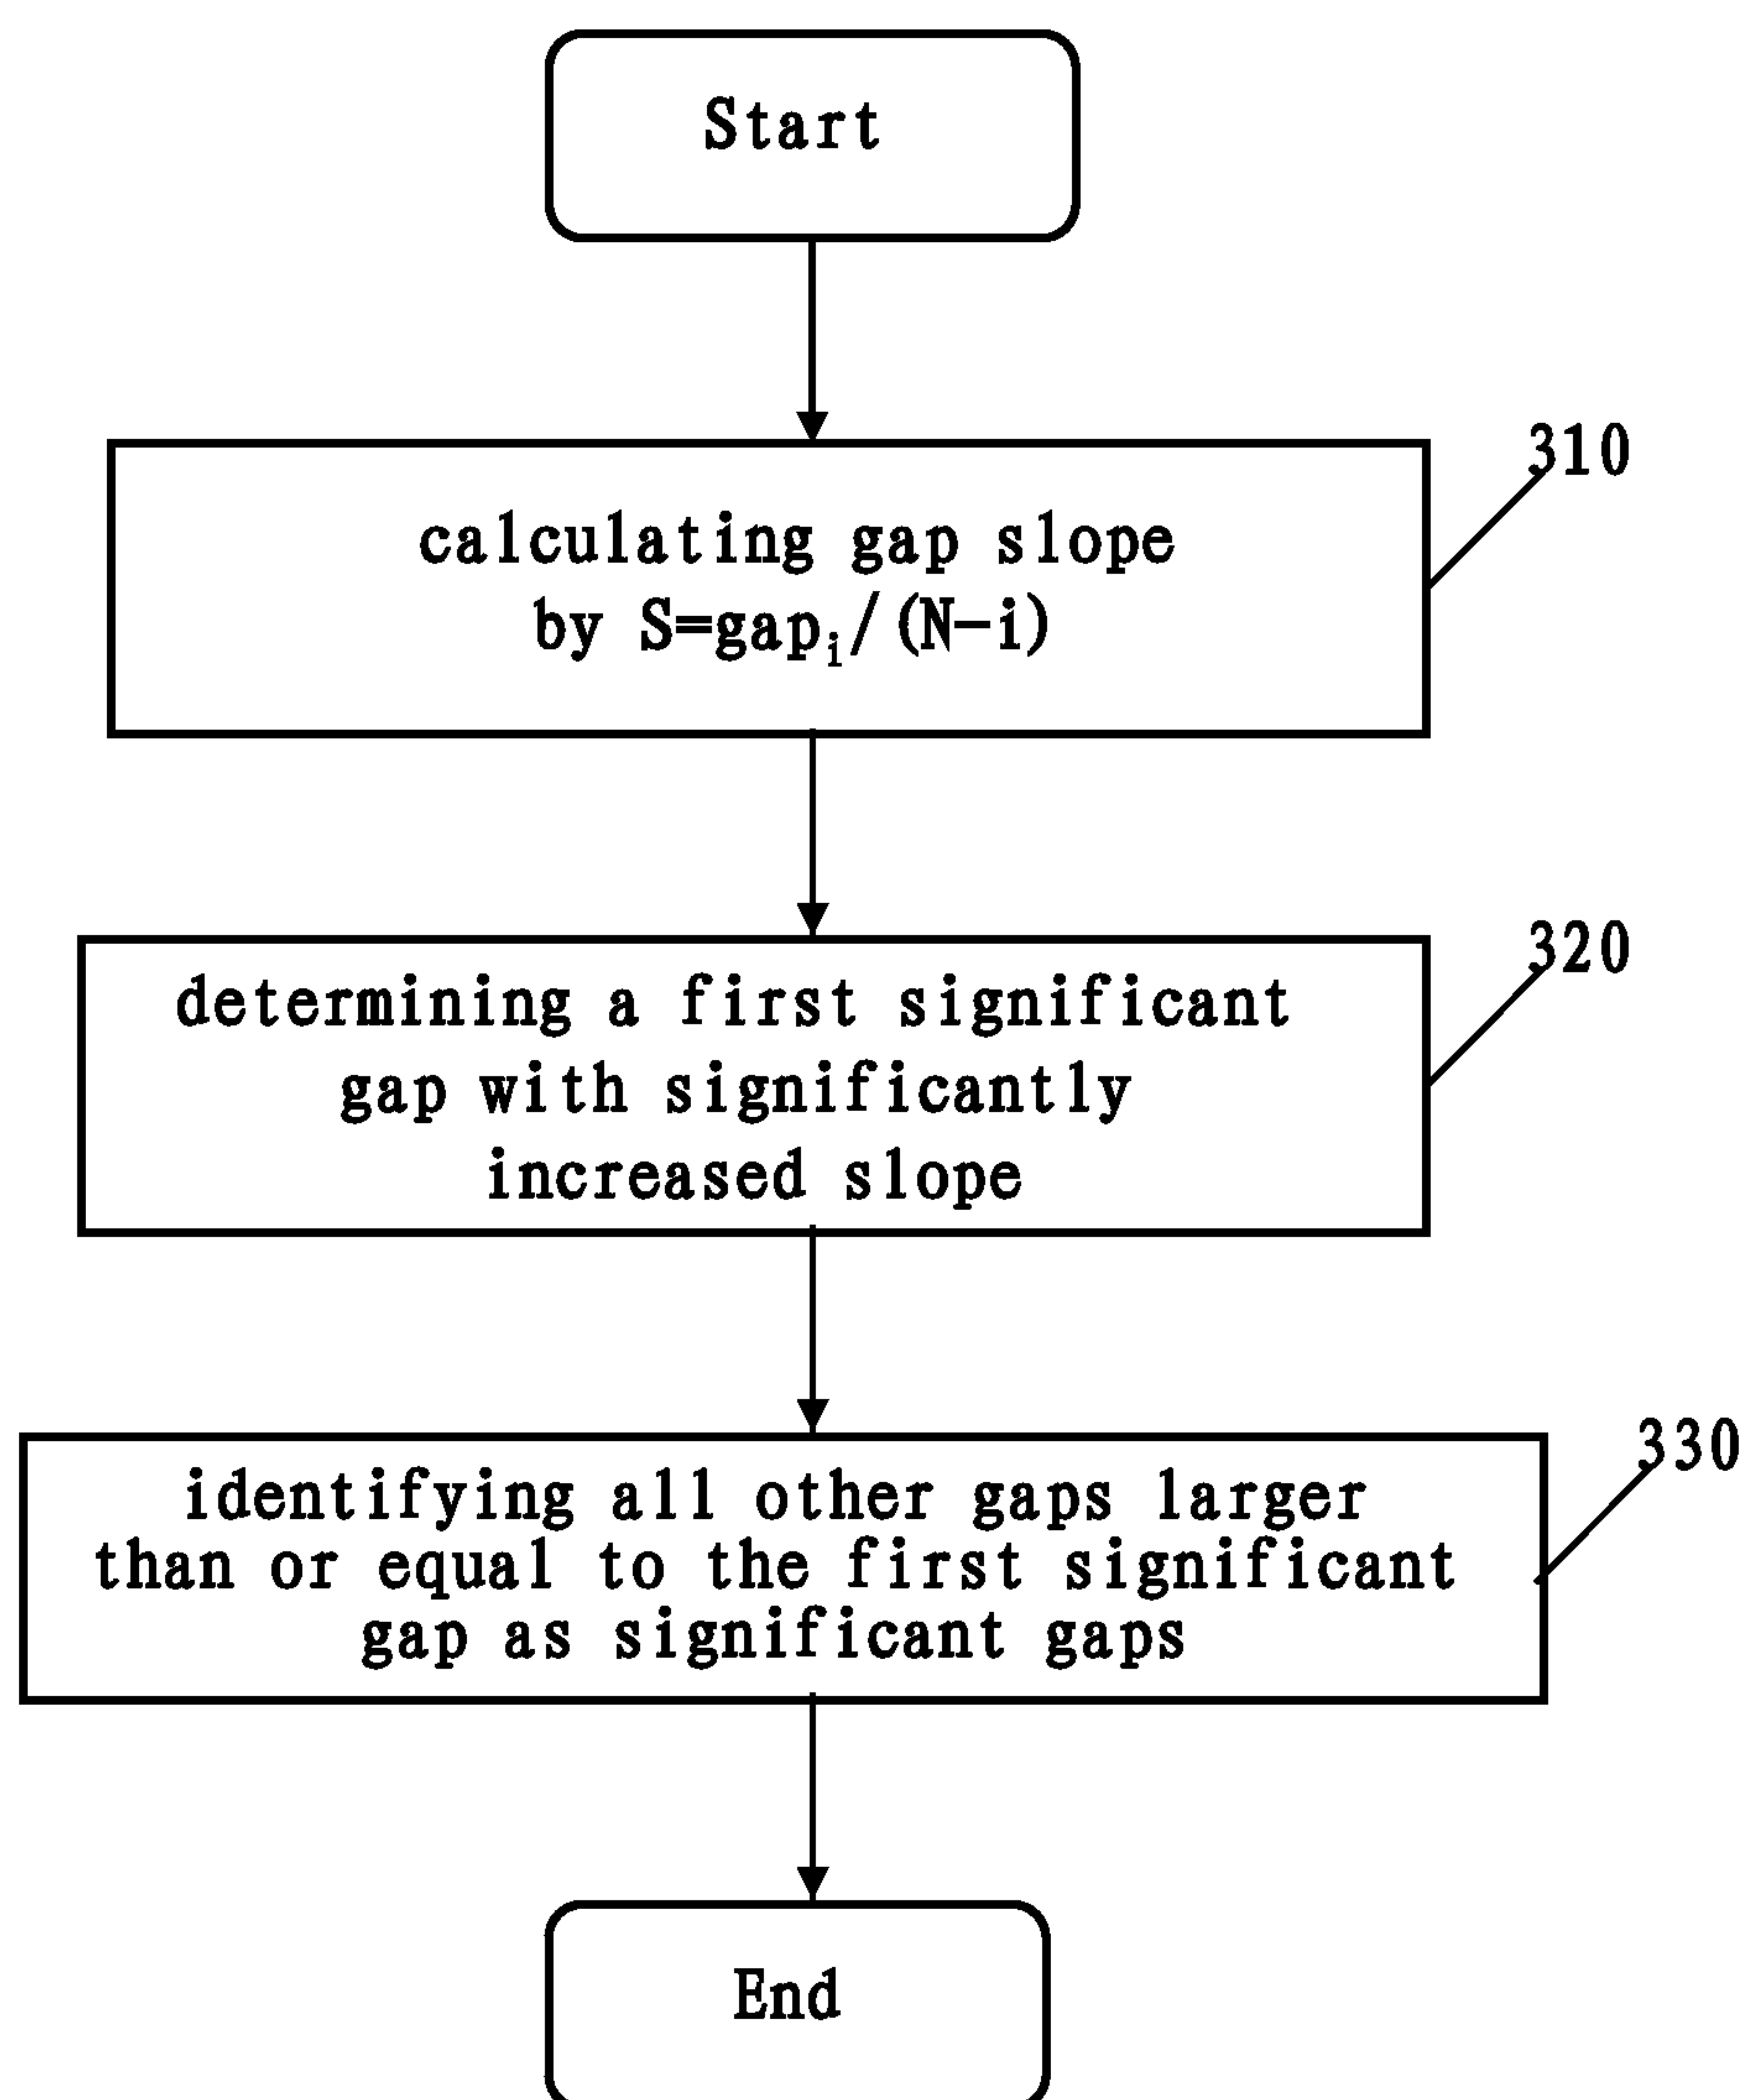 Start
310
calculating gap slope
by S=gapᵢ/(N-i)
320
determining a first significant
gap with significantly
increased slope
330
identifying all other gaps larger
than or equal to the first significant
gap as significant gaps
End